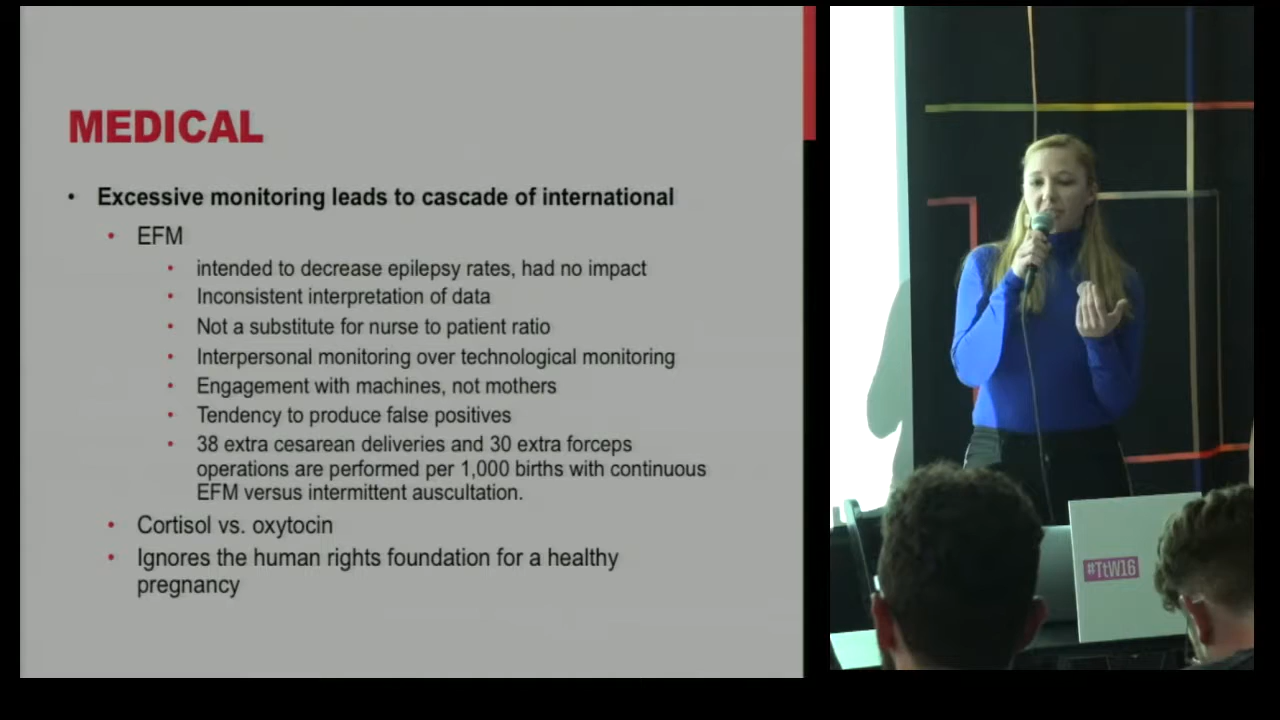 MEDICAL
• Excessive monitoring leads to cascade of international
• EFM
• intended to decrease epilepsy rates, had no impact
• Inconsistent interpretation of data
• Not a substitute for nurse to patient ratio
• Interpersonal monitoring over technological monitoring
• Engagement with machines, not mothers
• Tendency to produce false positives
• 38 extra cesarean deliveries and 30 extra forceps
operations are performed per 1,000 births with continuous
EFM versus intermittent auscultation.
• Cortisol vs. oxytocin
• Ignores the human rights foundation for a healthy
pregnancy
#TtW16